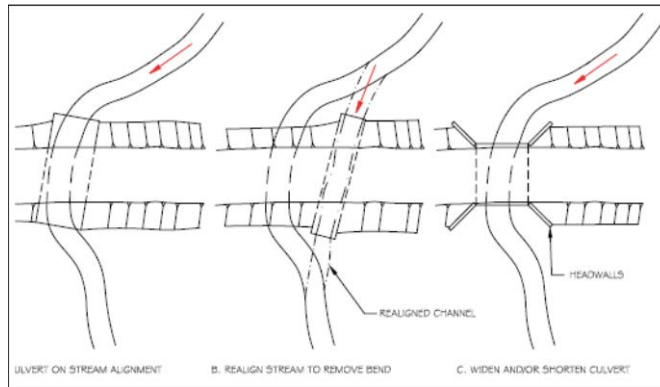 HEADWALLS
REALIGNED CHANNEL
ULVERT ON STREAM ALIGNMENT
B. REALIGN STREAM TO REMOVE BEND
C. WIDEN AND/OR SHORTEN CULVERT